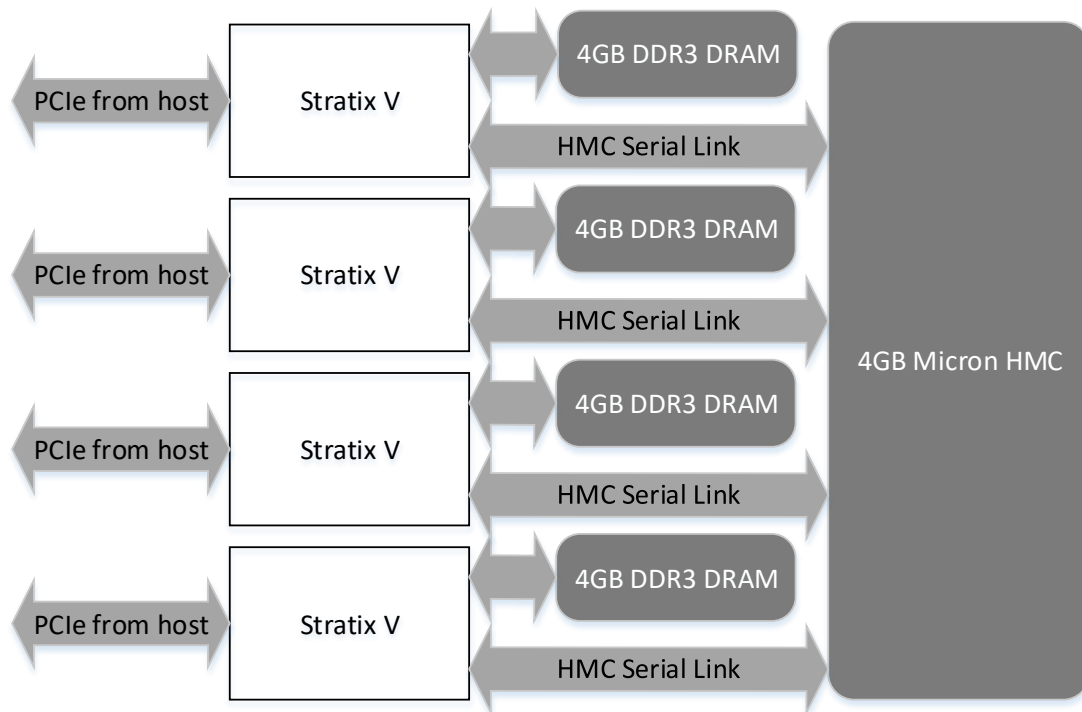 4GB DDR3 DRAM
PCIe from host
Stratix V
HMC Serial Link
4GB DDR3 DRAM
PCIe from host
Stratix V
HMC Serial Link
4GB Micron HMC
4GB DDR3 DRAM
PCIe from host
Stratix V
HMC Serial Link
4GB DDR3 DRAM
PCIe from host
Stratix V
HMC Serial Link